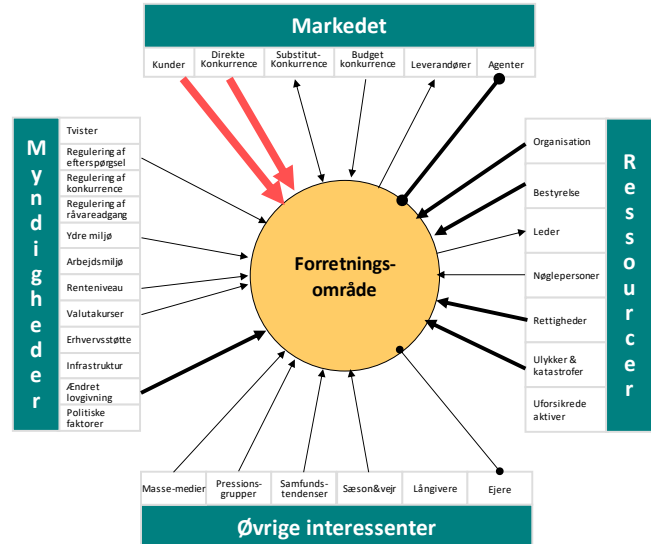 Markedet
Kunder
Direkte
Konkurrence
Substitut-
Konkurrence
Budget
konkurrence
Leverandører
Agenter
Myndigheder
Tvister
Regulering af
efterspørgsel
Regulering af
konkurrence
Regulering af
råvareadgang
Ydre miljø
Arbejdsmiljø
Renteniveau
Valutakurser
Erhvervsstøtte
Infrastruktur
Ændret
lovgivning
Politiske
faktorer
Forretnings-
område
Organisation
Bestyrelse
Leder
Nøglepersoner
Rettigheder
Ulykker &
katastrofer
Uforsikrede
aktiver
Ressourcer
Masse-medier
Pressions-
grupper
Samfunds-
tendenser
Sæson&vejr
Långivere
Ejere
Øvrige interessenter